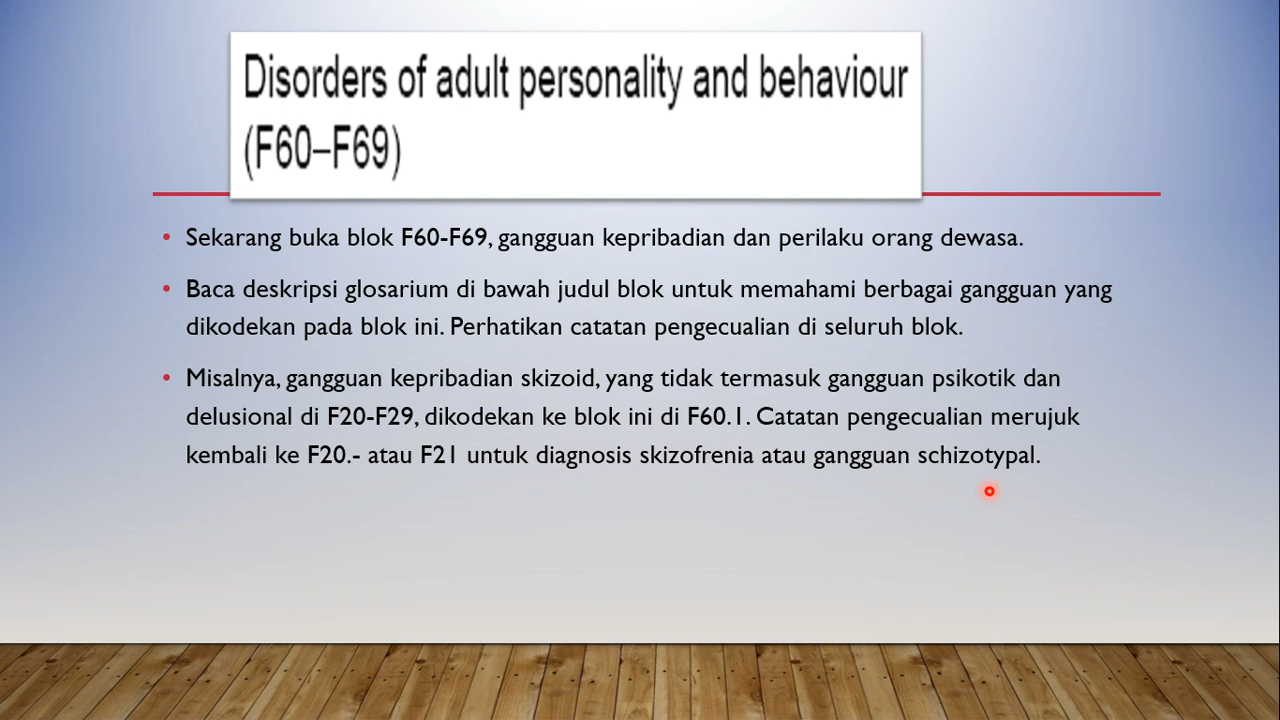 Disorders of adult personality and behaviour
(F60–F69)
• Sekarang buka blok F60-F69, gangguan kepribadian dan perilaku orang dewasa.
• Baca deskripsi glosarium di bawah judul blok untuk memahami berbagai gangguan yang
dikodekan pada blok ini. Perhatikan catatan pengecualian di seluruh blok.
• Misalnya, gangguan kepribadian skizoid, yang tidak termasuk gangguan psikotik dan
delusional di F20-F29, dikodekan ke blok ini di F60.1. Catatan pengecualian merujuk
kembali ke F20.- atau F21 untuk diagnosis skizofrenia atau gangguan schizotypal.